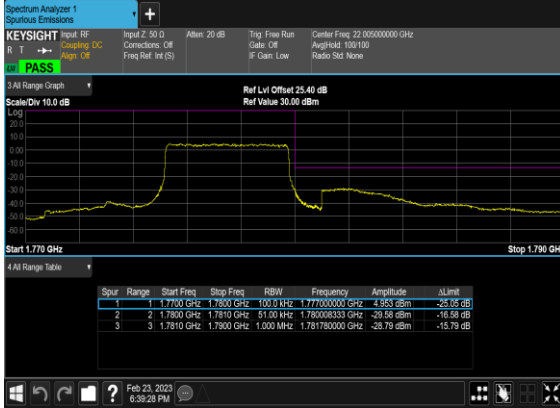 Spectrum Analyzer 1
Spurious Emissions
+
KEYSIGHT Input: RF Input Z: 50 Ω Atten: 20 dB Trig: Free Run Center Freq: 22.005000000 GHz
R T Coupling: DC Corrections: Off Gate: Off Avg|Hold: 100/100
Align: Off Freq Ref: Int (S) IF Gain: Low Radio Std: None
PASS
3 All Range Graph Ref Lvl Offset 25.40 dB
Scale/Div 10.0 dB Ref Value 30.00 dBm
Log
20.0
10.0
0.00
-10.0
-20.0
-30.0
-40.0
-50.0
-60.0
Start 1.770 GHz Stop 1.790 GH
4 All Range Table
Spur Range Start Freq Stop Freq RBW Frequency Amplitude ΔLimit
1 1 1.7700 GHz 1.7800 GHz 100.0 kHz 1.777000000 GHz 4.953 dBm -25.05 dB
2 2 1.7800 GHz 1.7810 GHz 51.00 kHz 1.780008333 GHz -29.58 dBm -16.58 dB
3 3 1.7810 GHz 1.7900 GHz 1.000 MHz 1.781780000 GHz -28.79 dBm -15.79 dB
? Feb 23, 2023
6:39:28 PM